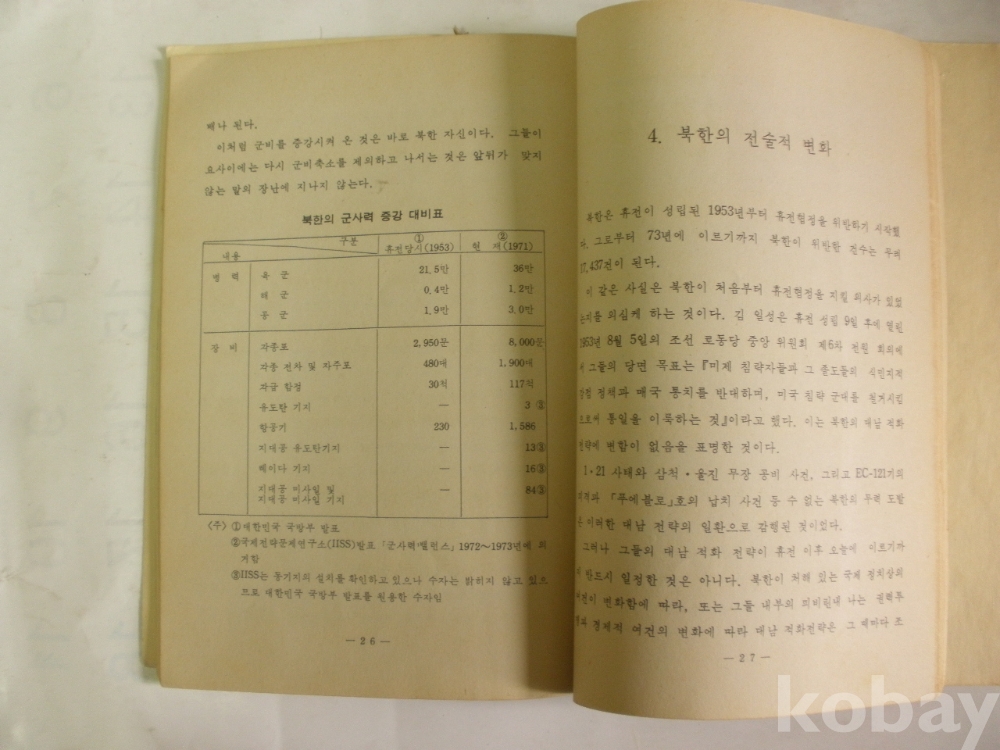 배나 된다.
이처럼 군비를 증강시켜 온 것은 바로 북한 자신이다. 그들이
요사이에는 다시 군비축소를 제의하고 나서는 것은 앞뒤가 맞지
않는 말의 장난에 지나지 않는다.
북한의 군사력 증강 대비표
구분 ① ②
내용 휴전당시(1953) 현 재(1971)
병 력 육 군 21.5만 36만
해 군 0.4만 1.2만
공 군 1.9만 3.0만
장 비 각종포 2,950문 8,000문
각종 전차 및 자주포 480대 1,900대
각급 함정 30척 117척
유도탄 기지 — 3 ③
항공기 230 1,586
지대공 유도탄기지 — 13③
레이다 기지 — 16③
지대공 미사일 및 — 84③
지대공 미사일 기지
《주》 ①대한민국 국방부 발표
②국제전략문제연구소(IISS)발표 「군사력 밸런스」 1972～1973년에 의
거함
③IISS는 동기지의 설치를 확인하고 있으나 수자는 밝히지 않고 있으
므로 대한민국 국방부 발표를 원용한 수자임
— 2 6 —
4. 북한의 전술적 변화
북한은 휴전이 성립된 1953년부터 휴전협정을 위반하기 시작했
그로부터 73년에 이르기까지 북한이 위반한 건수는 무려
17,437건이 된다.
이 같은 사실은 북한이 처음부터 휴전협정을 지킬 의사가 있었
는지를 의심케 하는 것이다. 김 일성은 휴전 성립 9일 후에 열린
1953년 8월 5일의 조선 로동당 중앙 위원회 제6차 전원 회의에
그들의 당면 목표는 『미제 침략자들과 그 졸도들의 식민지적
정책과 매국 통치를 반대하며, 미국 침략 군대를 철거시킴
으로써 통일을 이룩하는 것』이라고 했다. 이는 북한의 대남 적화
전략에 변함이 없음을 표명한 것이다.
1·21 사태와 삼척·울진 무장 공비 사건, 그리고 EC-121기의
격추와 「푸에블로」호의 납치 사건 등 수 없는 북한의 무력 도발
은 이러한 대남 전략의 일환으로 감행된 것이었다.
그러나 그들의 대남 적화 전략이 휴전 이후 오늘에 이르기까
지 반드시 일정한 것은 아니다. 북한이 처해 있는 국제 정치상의
여건이 변화함에 따라, 또는 그들 내부의 피비린내 나는 권력투
쟁과 경제적 여건의 변화에 따라 대남 적화전략은 그 때마다 조
— 2 7 —
kobay